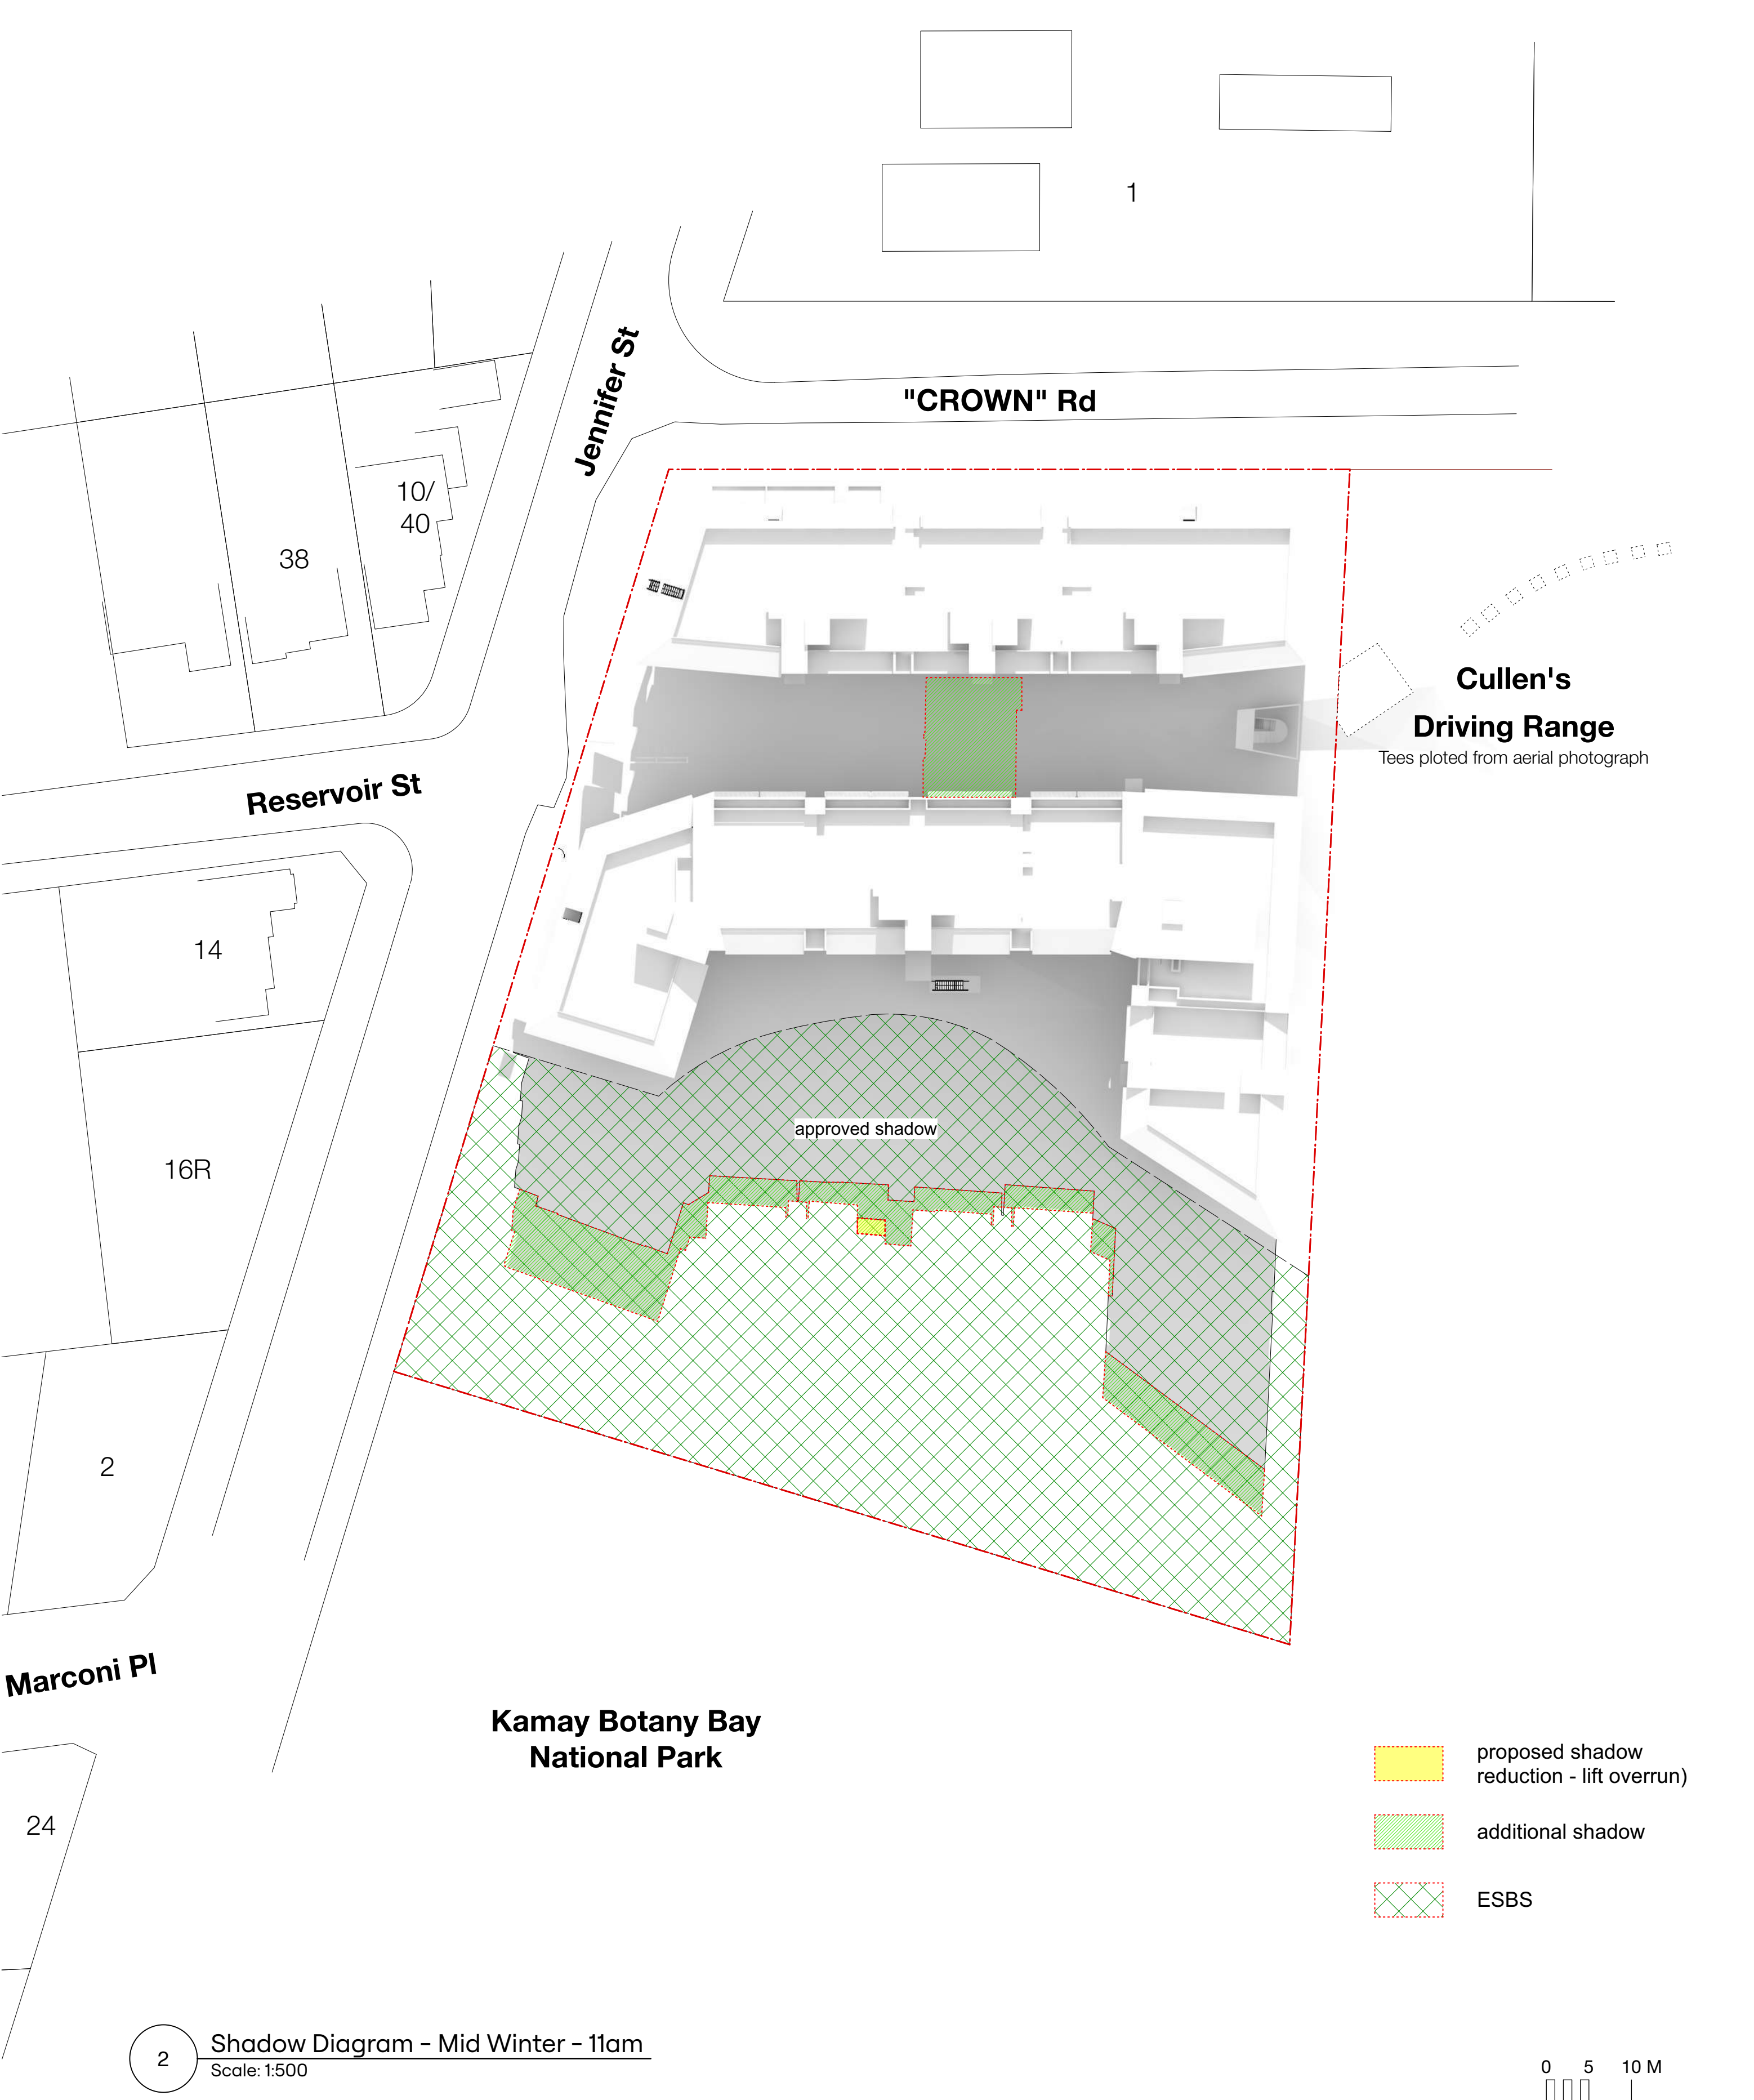 1
Jennifer St
"CROWN" Rd
10/
40
38
Cullen's
Driving Range
Tees ploted from aerial photograph
Reservoir St
14
approved shadow
16R
2
Marconi Pl
Kamay Botany Bay
National Park
24
proposed shadow
reduction - lift overrun)
additional shadow
ESBS
2
Shadow Diagram - Mid Winter - 11am
Scale: 1:500
0 5 10 M